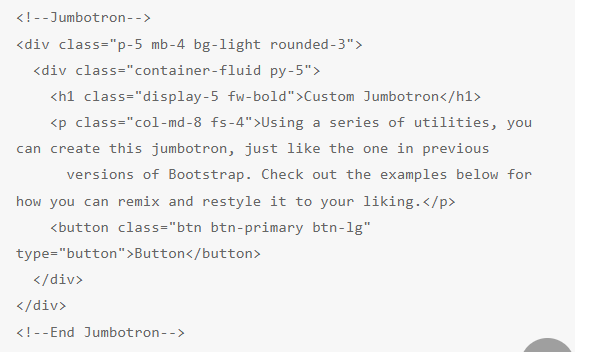 <!--Jumbotron-->
<div class="p-5 mb-4 bg-light rounded-3">
  <div class="container-fluid py-5">
    <h1 class="display-5 fw-bold">Custom Jumbotron</h1>
    <p class="col-md-8 fs-4">Using a series of utilities, you
can create this jumbotron, just like the one in previous
      versions of Bootstrap. Check out the examples below for
how you can remix and restyle it to your liking.</p>
    <button class="btn btn-primary btn-lg"
type="button">Button</button>
  </div>
</div>
<!--End Jumbotron-->